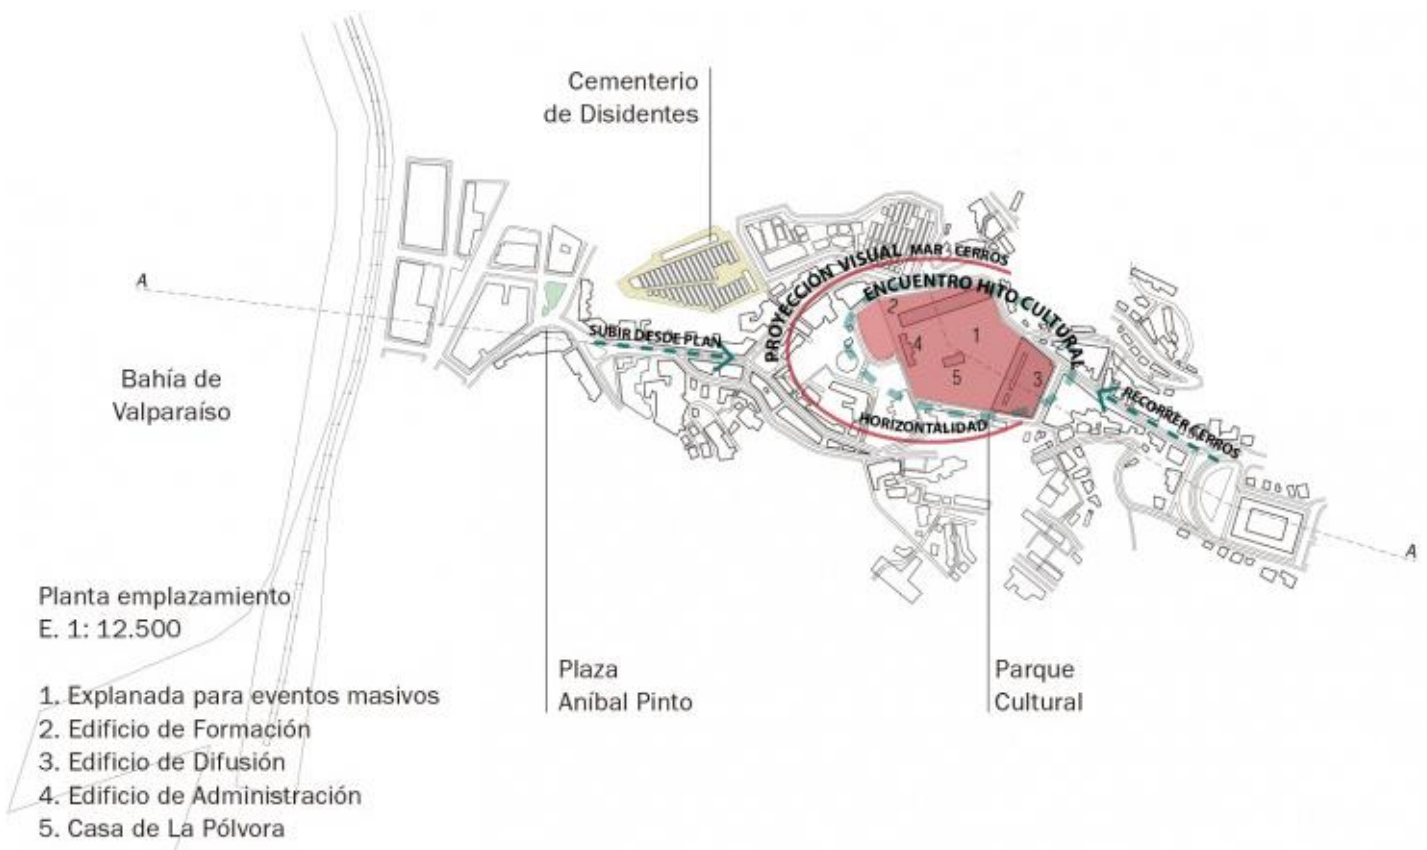 Cementerio
de Disidentes
PROYECCIÓN VISUAL MAR CERROS
ENCUENTRO HITO CULTURAL
A
SUBIR DESDE PLAN
2
1
4
5
3
Bahía de
Valparaíso
HORIZONTALIDAD
RECORRER CERROS
A
Planta emplazamiento
E. 1: 12.500
Plaza
Aníbal Pinto
Parque
Cultural
1. Explanada para eventos masivos
2. Edificio de Formación
3. Edificio de Difusión
4. Edificio de Administración
5. Casa de La Pólvora